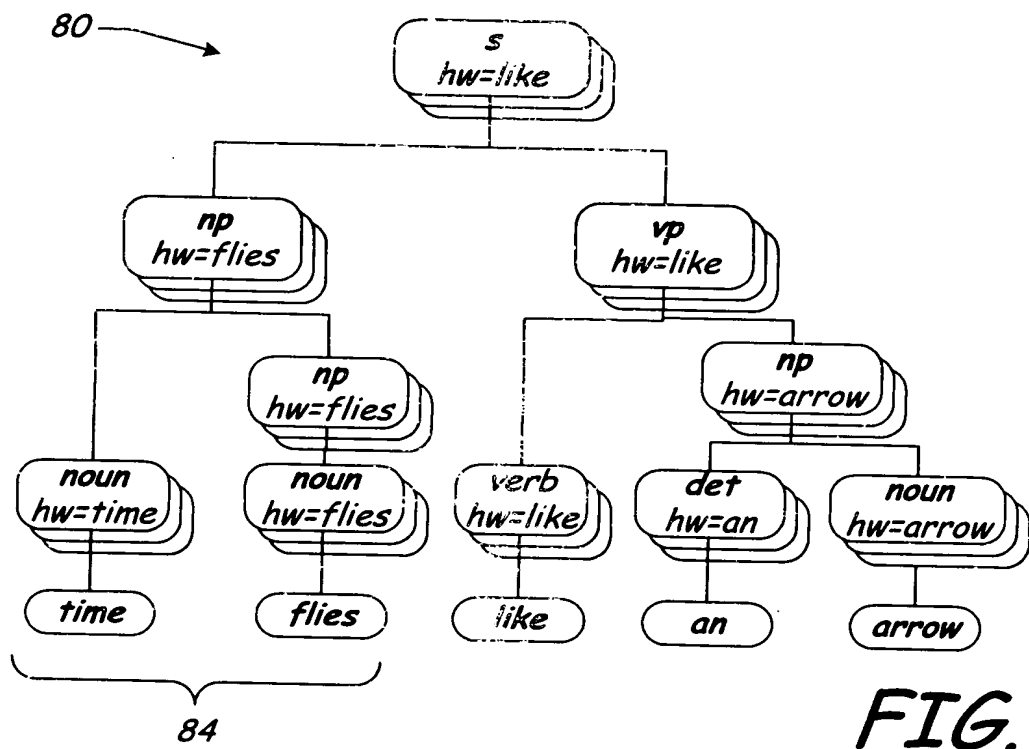 80
s
hw=like
np
hw=flies
vp
hw=like
np
hw=flies
np
hw=arrow
noun
hw=time
noun
hw=flies
verb
hw=like
det
hw=an
noun
hw=arrow
time
flies
like
an
arrow
84
FIG.